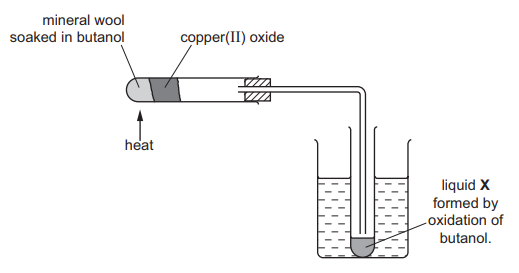 mineral wool
soaked in butanol
copper(II) oxide
heat
liquid X
formed by
oxidation of
butanol.